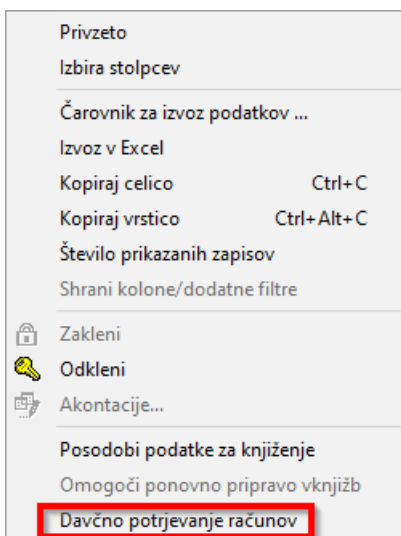 Privzeto
Izbira stolpcev
Čarovnik za izvoz podatkov ...
Izvoz v Excel
Kopiraj celico Ctrl+C
Kopiraj vrstico Ctrl+Alt+C
Število prikazanih zapisov
Shrani kolone/dodatne filtre
Zakleni
Odkleni
Akontacije...
Posodobi podatke za knjiženje
Omogoči ponovno pripravo vknjižb
Davčno potrjevanje računov